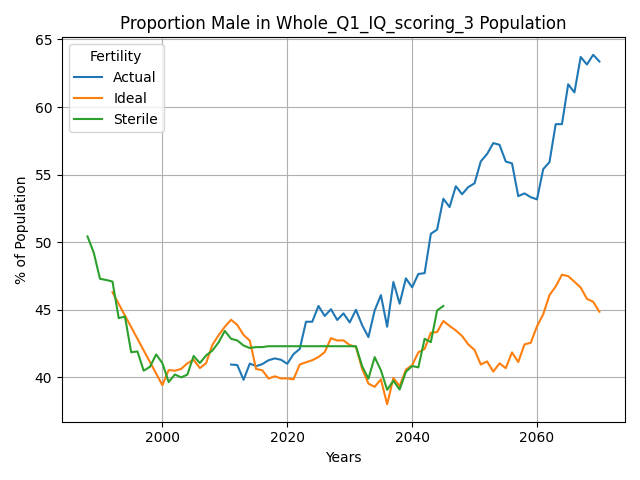 Proportion Male in Whole_Q1_IQ_scoring_3 Population
Fertility
Actual
Ideal
Sterile
% of Population
65
60
55
50
45
40
2000
2020
2040
2060
Years